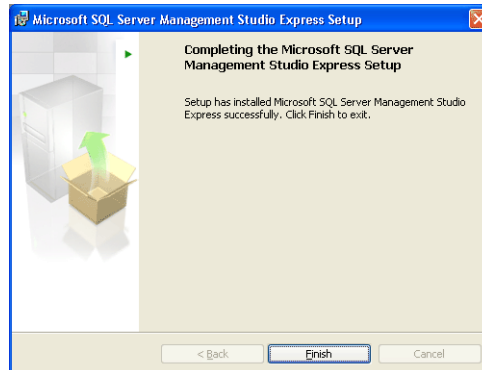 Microsoft SQL Server Management Studio Express Setup
Completing the Microsoft SQL Server
Management Studio Express Setup
Setup has installed Microsoft SQL Server Management Studio
Express successfully. Click Finish to exit.
< Back
Finish
Cancel